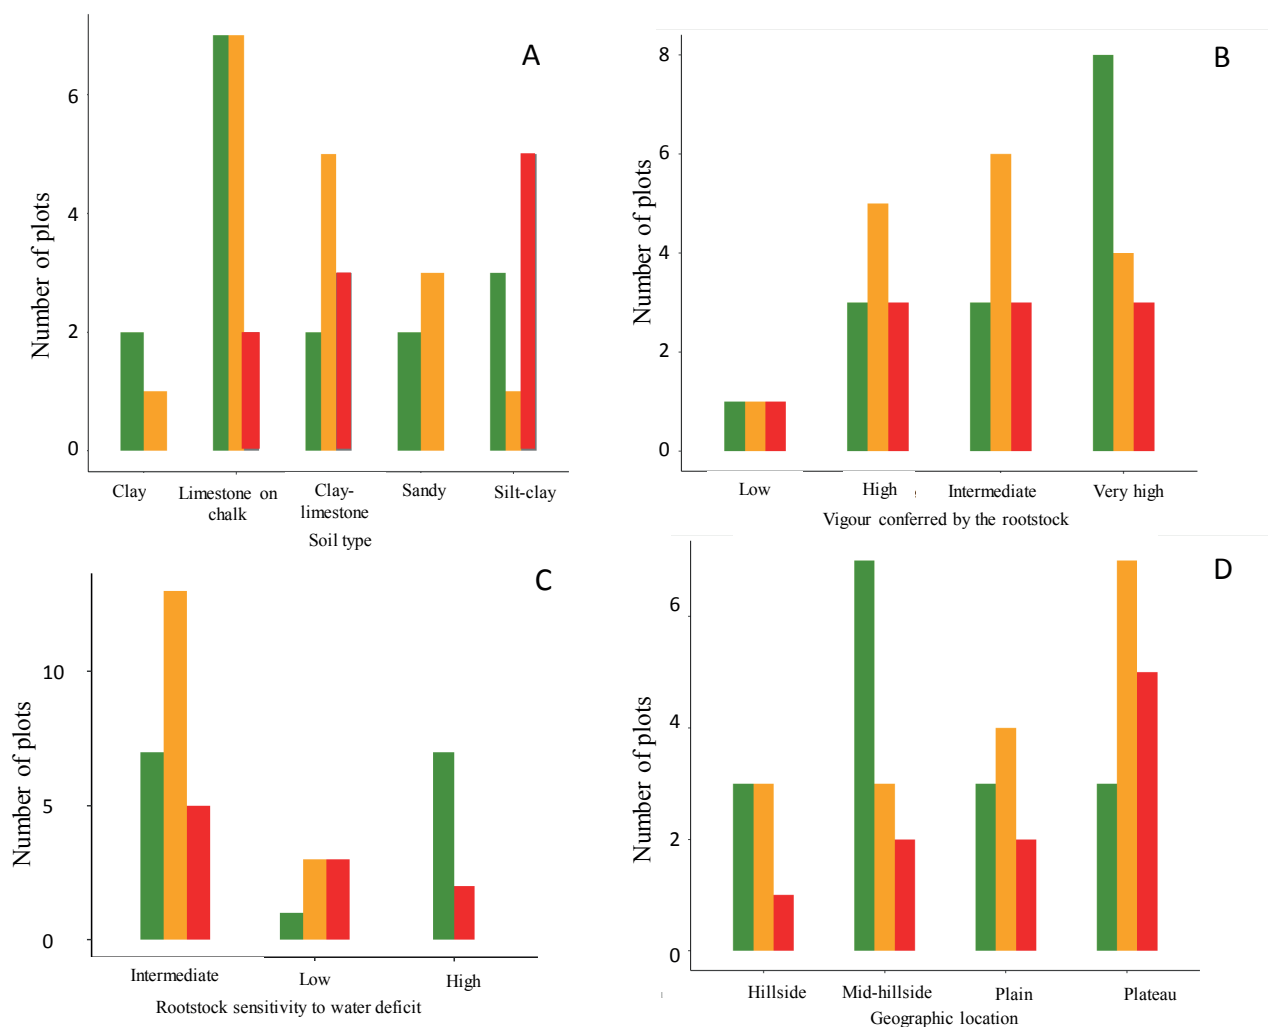 A
Number of plots
6
4
2
0
Clay
Limestone on
chalk
Clay-
limestone
Sandy
Silt-clay
Soil type
B
Number of plots
8
6
4
2
0
Low
High
Intermediate
Very high
Vigour conferred by the rootstock
C
Number of plots
10
5
0
Intermediate
Low
High
Rootstock sensitivity to water deficit
D
Number of plots
6
4
2
0
Hillside
Mid-hillside
Plain
Plateau
Geographic location